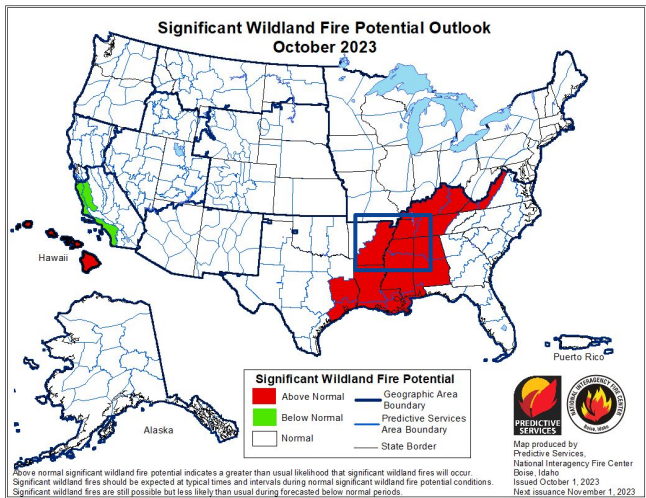 Significant Wildland Fire Potential Outlook
October 2023
Hawaii
Alaska
Puerto Rico
Significant Wildland Fire Potential
Above Normal
Below Normal
Normal
Geographic Area
Boundary
Predictive Services
Area Boundary
State Border
PREDICTIVE
SERVICES
NATIONAL INTERAGENCY FIRE CENTER
Boise, Idaho
Map produced by
Predictive Services,
National Interagency Fire Center
Boise, Idaho
Issued October 1, 2023
Next issuance November 1, 2023
Above normal significant wildland fire potential indicates a greater than usual likelihood that significant wildland fires will occur.
Significant wildland fires should be expected at typical times and intervals during normal significant wildland fire potential conditions.
Significant wildland fires are still possible but less likely than usual during forecasted below normal periods.